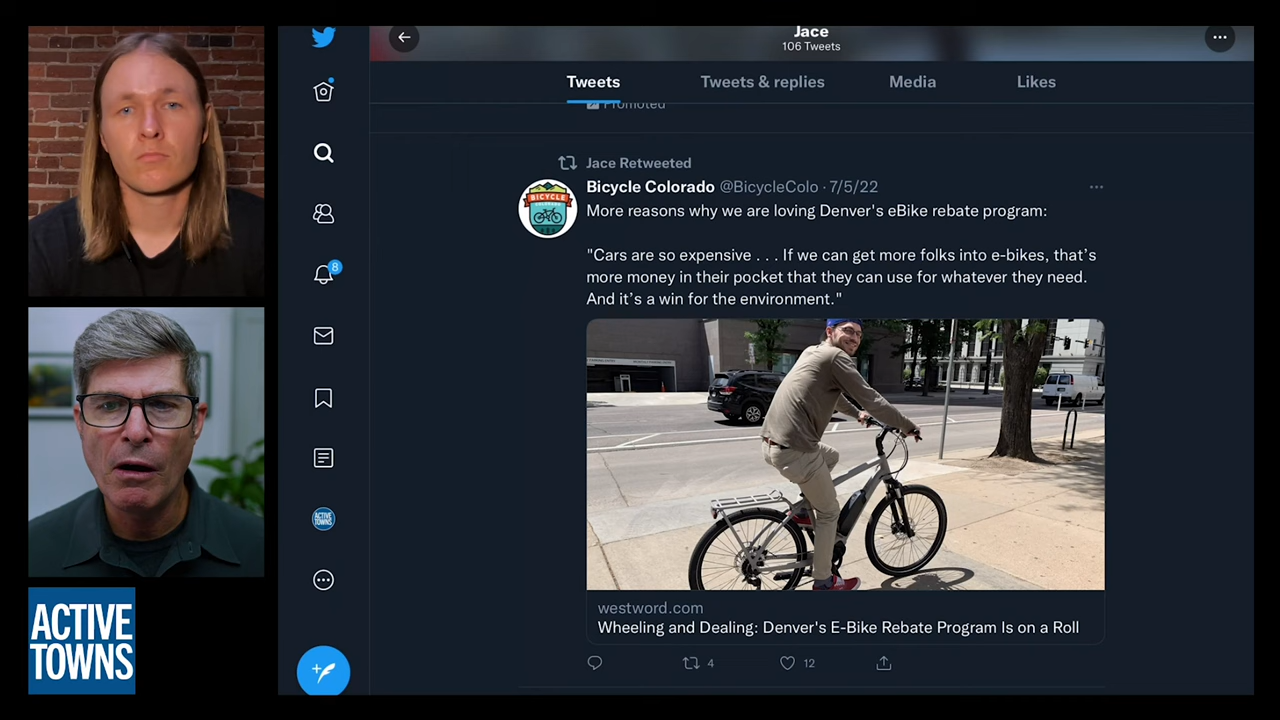 Jace
106 Tweets
Tweets
Tweets & replies
Media
Likes
Promoted
Jace Retweeted
Bicycle Colorado @BicycleColo · 7/5/22
More reasons why we are loving Denver's eBike rebate program:
"Cars are so expensive . . . If we can get more folks into e-bikes, that's
more money in their pocket that they can use for whatever they need.
And it's a win for the environment."
BICYCLE
westword.com
Wheeling and Dealing: Denver's E-Bike Rebate Program Is on a Roll
4
12
8
ACTIVE
TOWNS
ACTIVE
TOWNS